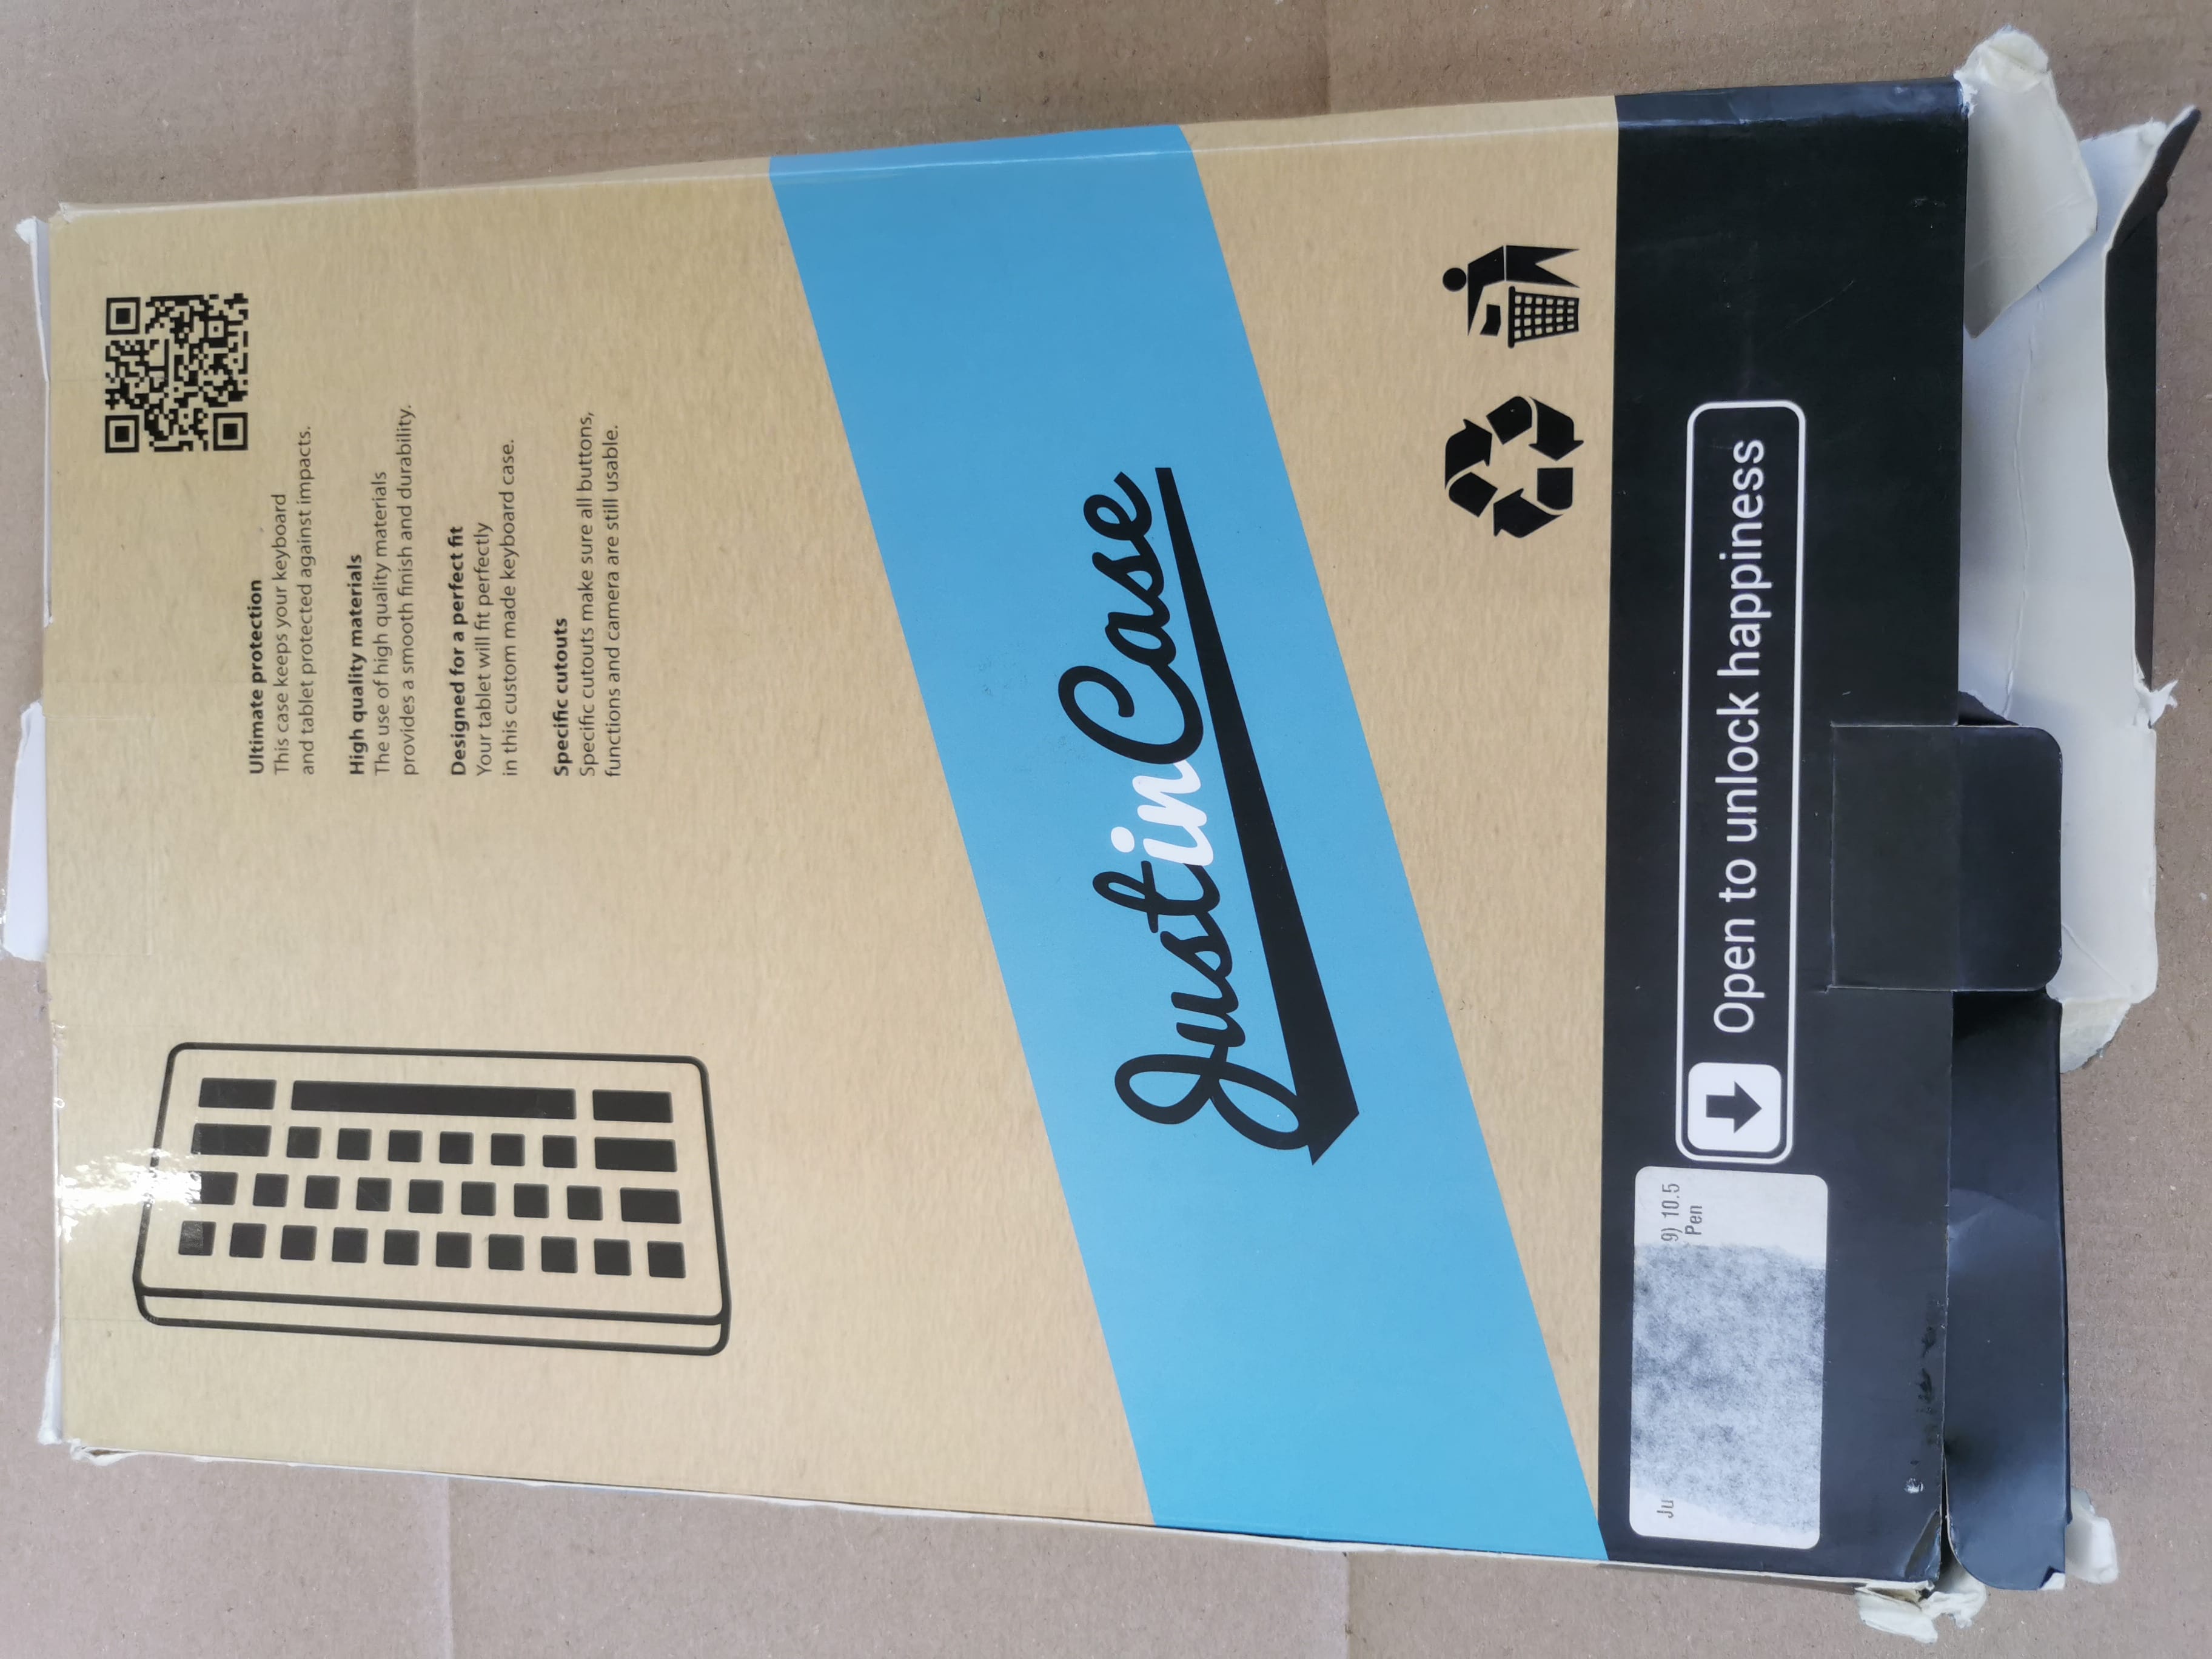 Ultimate protection
This case keeps your keyboard
and tablet protected against impacts.
High quality materials
The use of high quality materials
provides a smooth finish and durability.
Designed for a perfect fit
Your tablet will fit perfectly
in this custom made keyboard case.
Specific cutouts
Specific cutouts make sure all buttons,
functions and camera are still usable.
JustinCase
Open to unlock happiness
Ju 9) 10.5
Pen